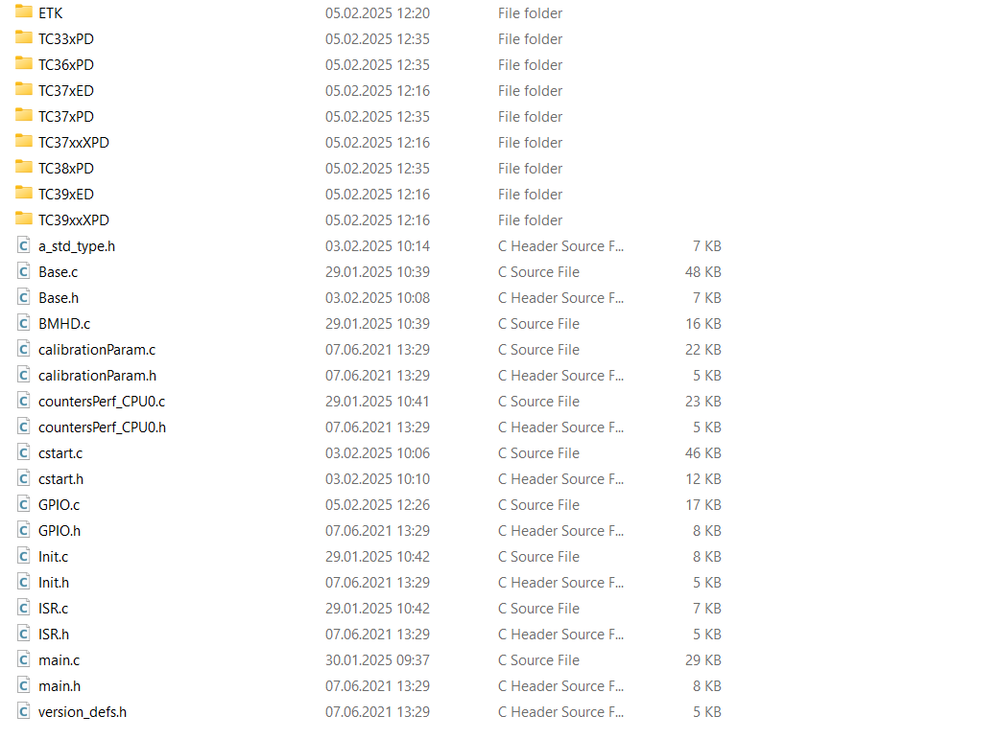 ETK 05.02.2025 12:20 File folder
TC33xPD 05.02.2025 12:35 File folder
TC36xPD 05.02.2025 12:35 File folder
TC37xED 05.02.2025 12:16 File folder
TC37xPD 05.02.2025 12:35 File folder
TC37xxXPD 05.02.2025 12:16 File folder
TC38xPD 05.02.2025 12:35 File folder
TC39xED 05.02.2025 12:16 File folder
TC39xxXPD 05.02.2025 12:16 File folder
a_std_type.h 03.02.2025 10:14 C Header Source F... 7 KB
Base.c 29.01.2025 10:39 C Source File 48 KB
Base.h 03.02.2025 10:08 C Header Source F... 7 KB
BMHD.c 29.01.2025 10:39 C Source File 16 KB
calibrationParam.c 07.06.2021 13:29 C Source File 22 KB
calibrationParam.h 07.06.2021 13:29 C Header Source F... 5 KB
countersPerf_CPU0.c 29.01.2025 10:41 C Source File 23 KB
countersPerf_CPU0.h 07.06.2021 13:29 C Header Source F... 5 KB
cstart.c 03.02.2025 10:06 C Source File 46 KB
cstart.h 03.02.2025 10:10 C Header Source F... 12 KB
GPIO.c 05.02.2025 12:26 C Source File 17 KB
GPIO.h 07.06.2021 13:29 C Header Source F... 8 KB
Init.c 29.01.2025 10:42 C Source File 8 KB
Init.h 07.06.2021 13:29 C Header Source F... 5 KB
ISR.c 29.01.2025 10:42 C Source File 7 KB
ISR.h 07.06.2021 13:29 C Header Source F... 5 KB
main.c 30.01.2025 09:37 C Source File 29 KB
main.h 07.06.2021 13:29 C Header Source F... 8 KB
version_defs.h 07.06.2021 13:29 C Header Source F... 5 KB